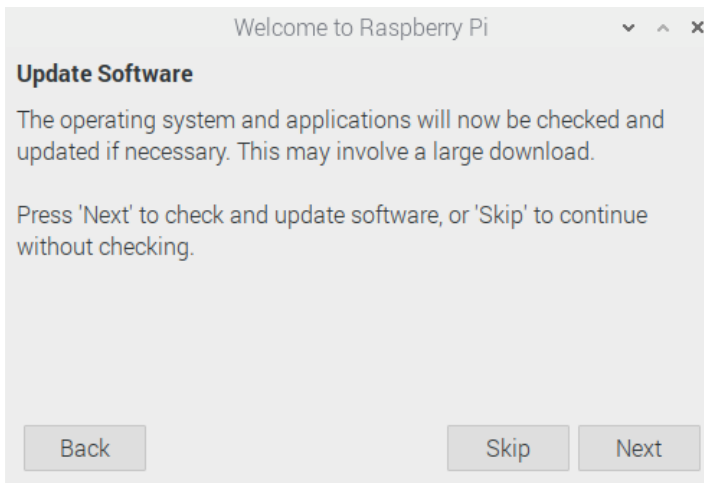 Welcome to Raspberry Pi
Update Software
The operating system and applications will now be checked and
updated if necessary. This may involve a large download.
Press 'Next' to check and update software, or 'Skip' to continue
without checking.
Back
Skip
Next